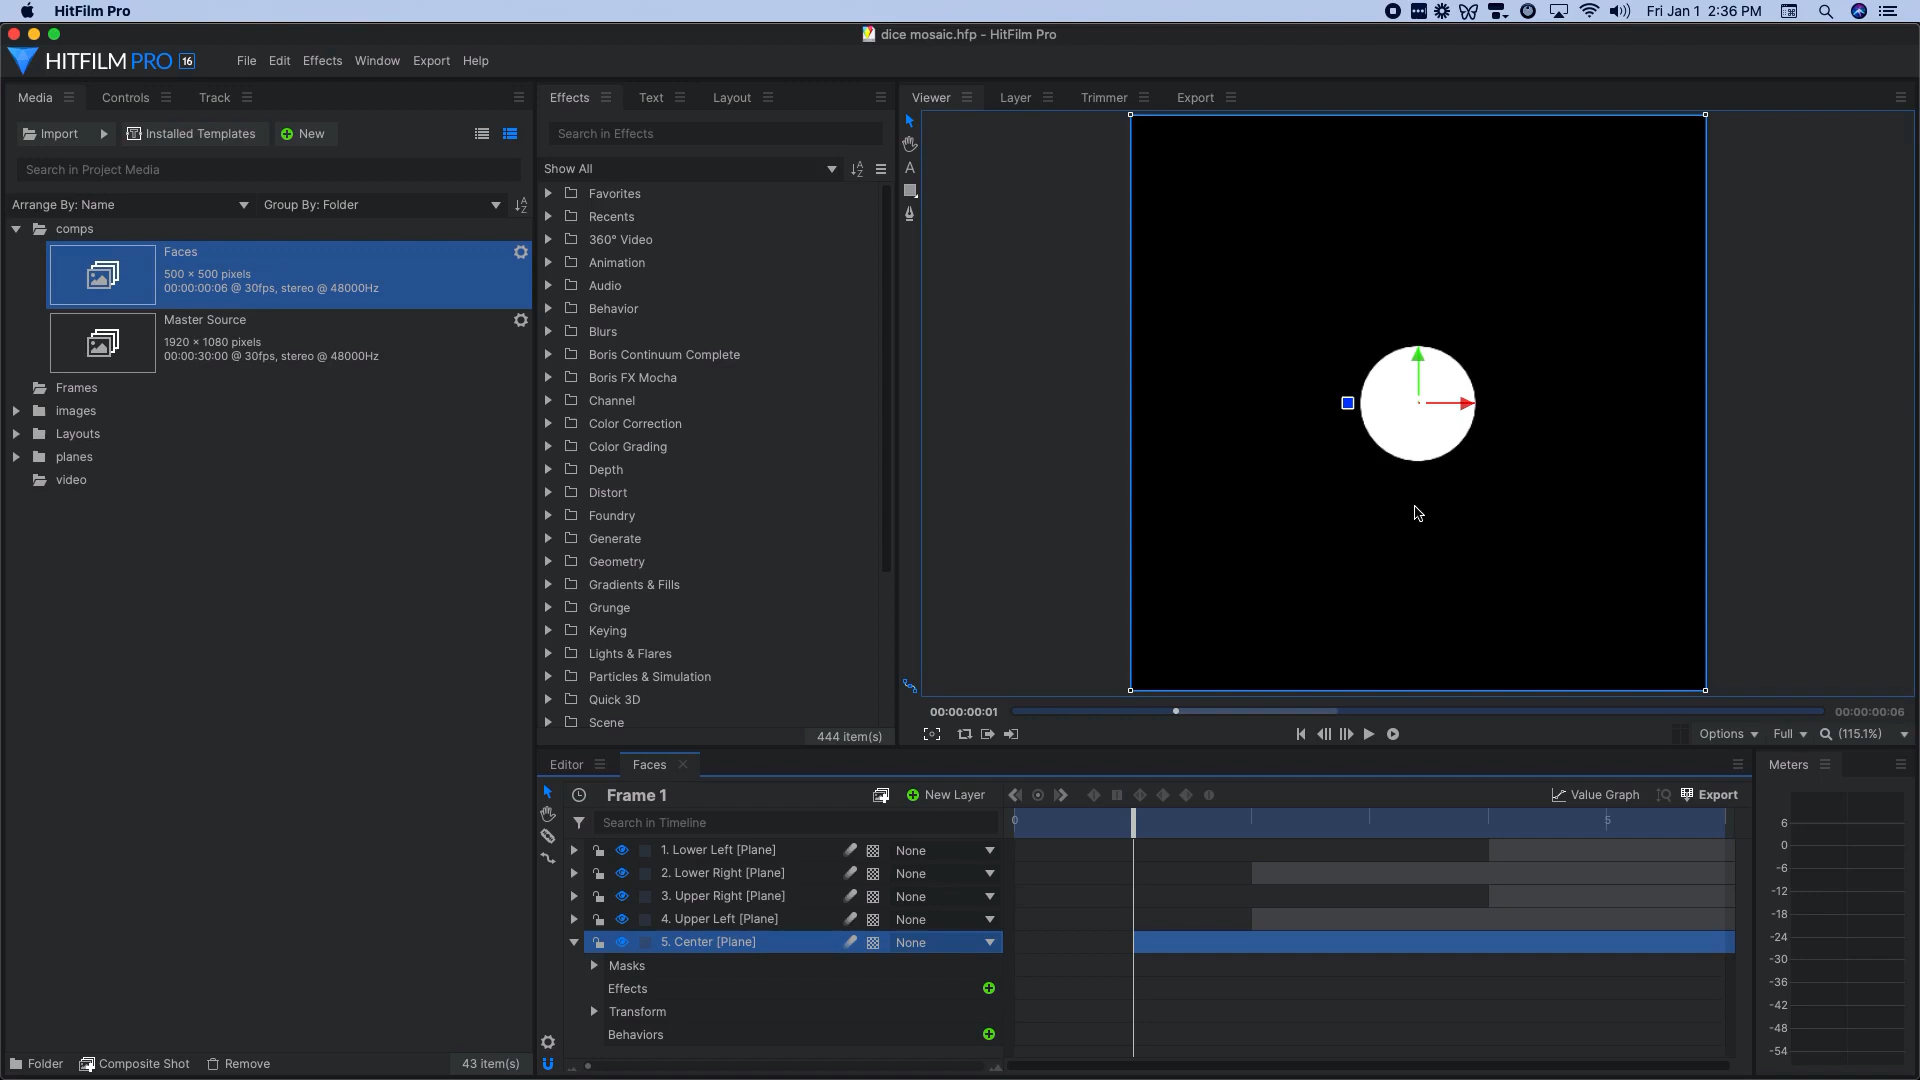 HitFilm Pro
Fri Jan 1 2:36 PM
dice mosaic.hfp - HitFilm Pro
HITFILM PRO 16
File Edit Effects Window Export Help
Media Controls Track
Effects Text Layout
Viewer Layer Trimmer Export
Import Installed Templates New
Search in Effects
Search in Project Media
Show All
Arrange By: Name Group By: Folder
comps
Faces
500 × 500 pixels
00:00:00:06 @ 30fps, stereo @ 48000Hz
Master Source
1920 × 1080 pixels
00:00:30:00 @ 30fps, stereo @ 48000Hz
Frames
images
Layouts
planes
video
Favorites
Recents
360° Video
Animation
Audio
Behavior
Blurs
Boris Continuum Complete
Boris FX Mocha
Channel
Color Correction
Color Grading
Depth
Distort
Foundry
Generate
Geometry
Gradients & Fills
Grunge
Keying
Lights & Flares
Particles & Simulation
Quick 3D
Scene
444 item(s)
A
00:00:00:01
00:00:00:06
Options Full (115.1%)
Editor Faces
Meters
Frame 1
New Layer
Value Graph Export
Search in Timeline
0 5
1. Lower Left [Plane] None
2. Lower Right [Plane] None
3. Upper Right [Plane] None
4. Upper Left [Plane] None
5. Center [Plane] None
Masks
Effects
Transform
Behaviors
6
0
-6
-12
-18
-24
-30
-36
-42
-48
-54
Folder Composite Shot Remove 43 item(s)